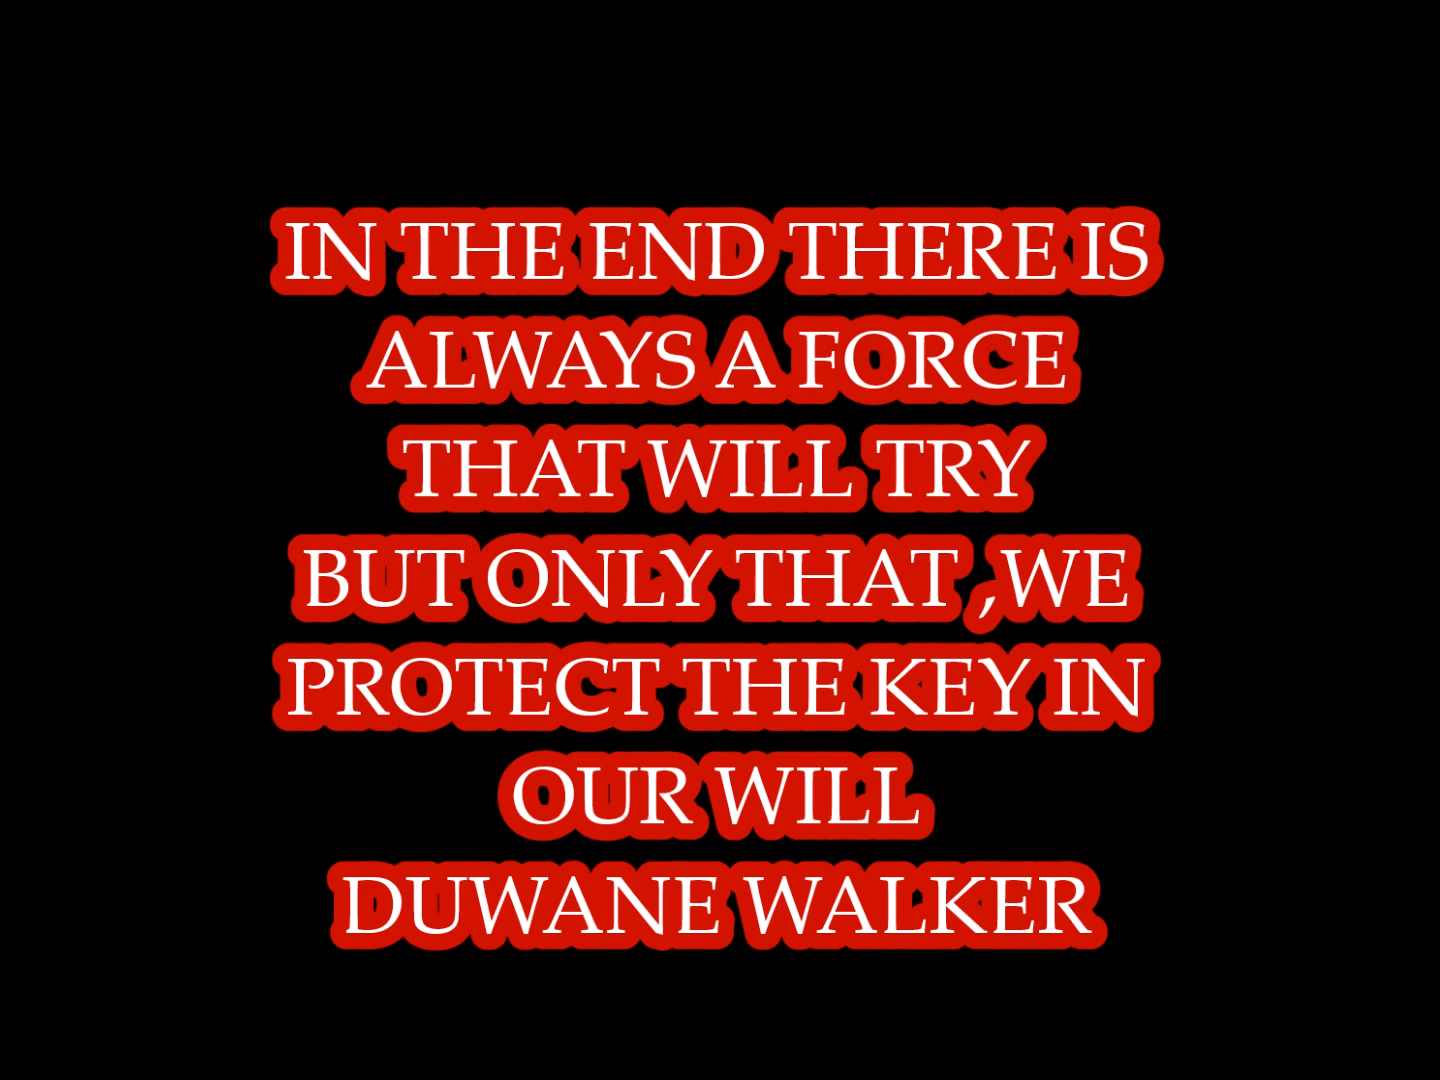 IN THE END THERE IS
ALWAYS A FORCE
THAT WILL TRY
BUT ONLY THAT ,WE
PROTECT THE KEY IN
OUR WILL
DUWANE WALKER